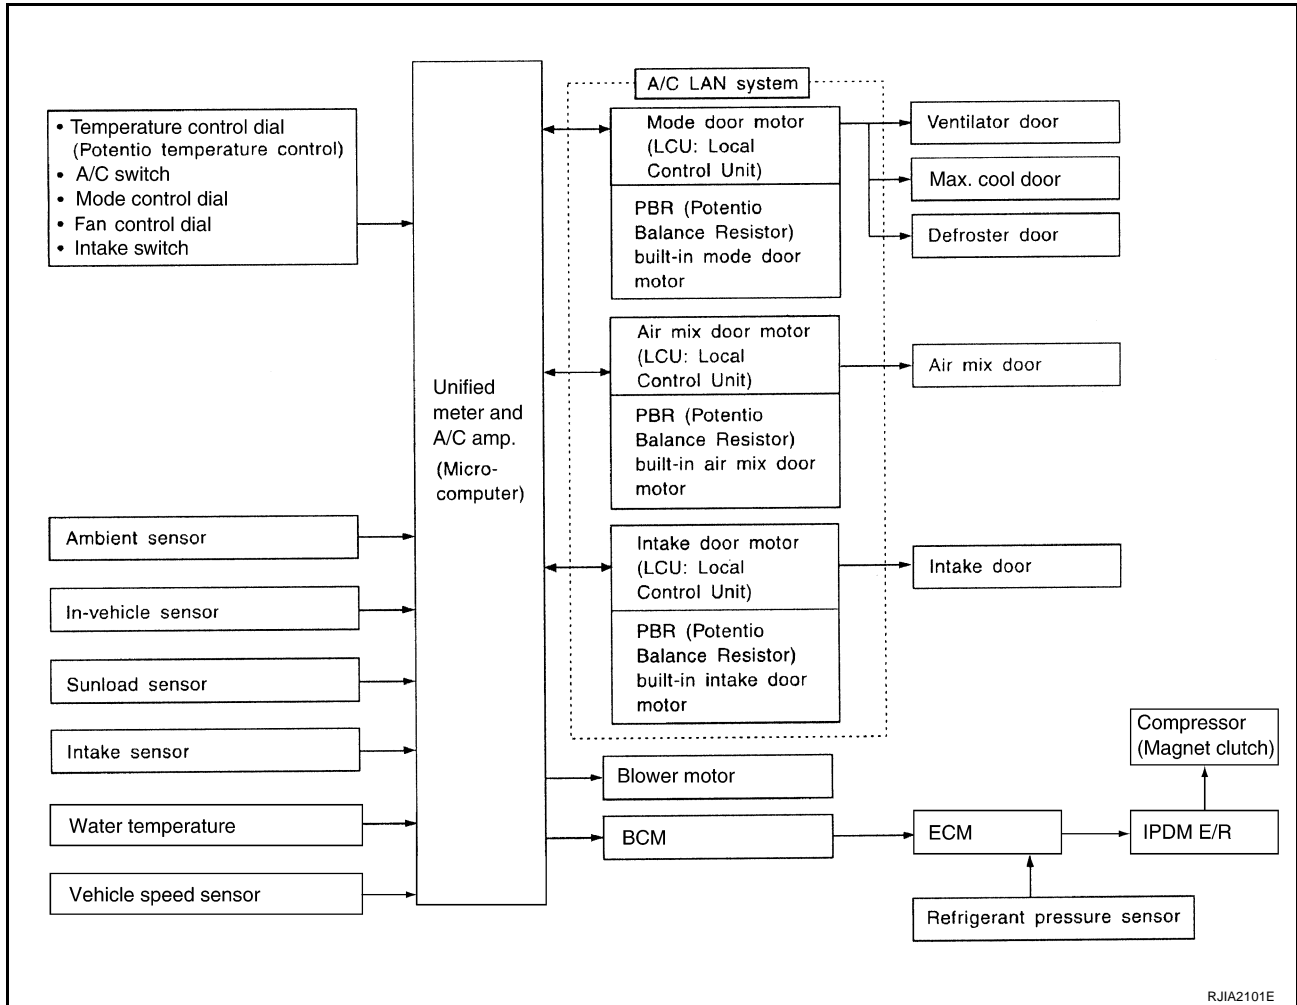 A/C LAN system
• Temperature control dial
(Potentio temperature control)
• A/C switch
• Mode control dial
• Fan control dial
• Intake switch
Ambient sensor
In-vehicle sensor
Sunload sensor
Intake sensor
Water temperature
Vehicle speed sensor
Unified
meter and
A/C amp.
(Micro-
computer)
Mode door motor
(LCU: Local
Control Unit)
PBR (Potentio
Balance Resistor)
built-in mode door
motor
Air mix door motor
(LCU: Local
Control Unit)
PBR (Potentio
Balance Resistor)
built-in air mix door
motor
Intake door motor
(LCU: Local
Control Unit)
PBR (Potentio
Balance Resistor)
built-in intake door
motor
Blower motor
BCM
Ventilator door
Max. cool door
Defroster door
Air mix door
Intake door
Compressor
(Magnet clutch)
ECM
IPDM E/R
Refrigerant pressure sensor
RJIA2101E